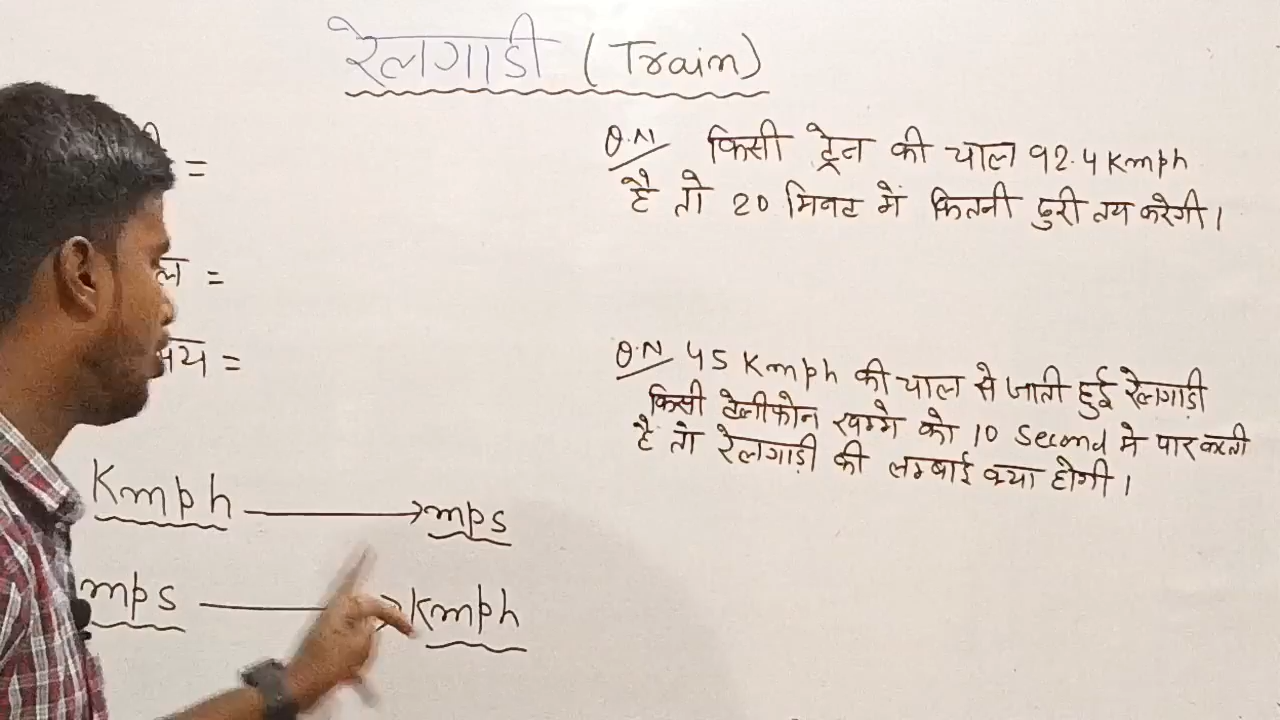 रेलगाडी (Train)
=
=
=
Kmph → mps
mps → Kmph
Q.N किसी ट्रेन की चाल 92.4 Kmph
है तो 20 मिनट में कितनी दुरी तय करेगी।
Q.N 45 Kmph की चाल से जाती हुई रेलगाड़ी
किसी टेलीफोन खम्भे को 10 Second मे पार करती
है तो रेलगाड़ी की लम्बाई क्या होगी।